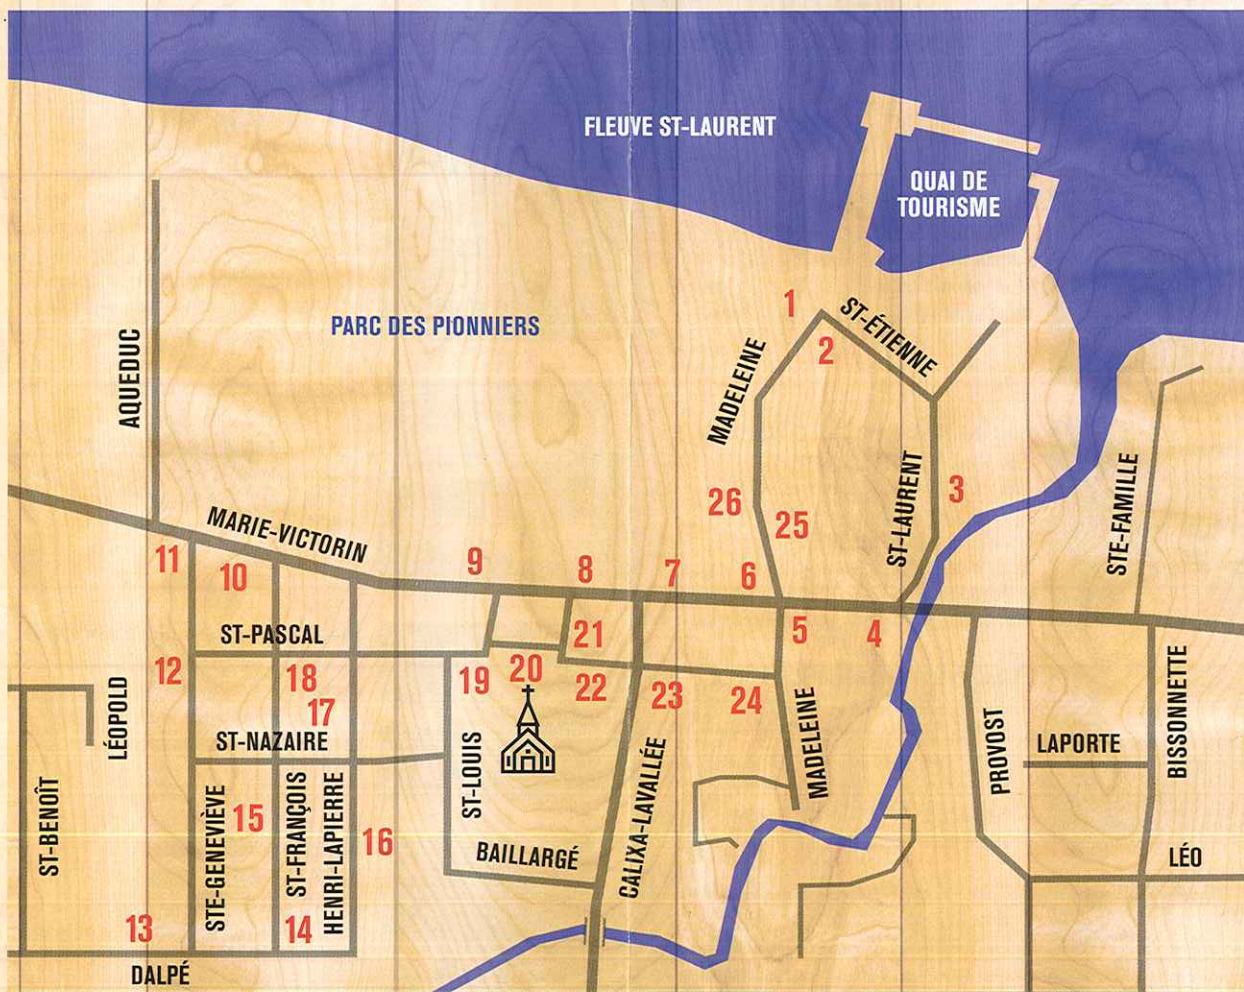 FLEUVE ST-LAURENT
QUAI DE
TOURISME
1
ST-ÉTIENNE
PARC DES PIONNIERS
2
AQUEDUC
MADELEINE
ST-LAURENT
3
STE-FAMILLE
26
25
MARIE-VICTORIN
11
10
9
8
7
6
ST-PASCAL
21
5
4
12
18
19
20
22
23
24
LÉOPOLD
17
ST-NAZAIRE
ST-LOUIS
CALIXA-LAVALLÉE
MADELEINE
PROVOST
LAPORTE
BISSONNETTE
ST-BENOÎT
STE-GENEVIÈVE
15
ST-FRANÇOIS
HENRI-LAPIERRE
16
BAILLARGÉ
LÉO
13
14
DALPÉ